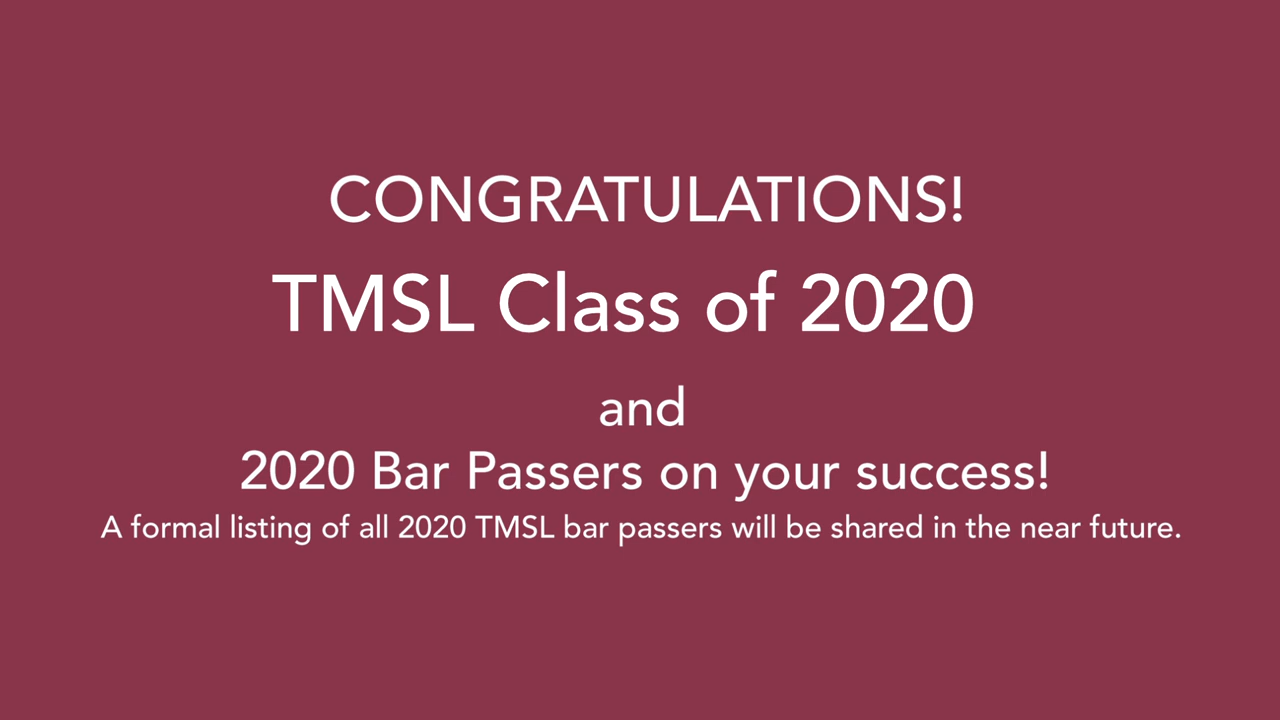 CONGRATULATIONS!
TMSL Class of 2020
and
2020 Bar Passers on your success!
A formal listing of all 2020 TMSL bar passers will be shared in the near future.